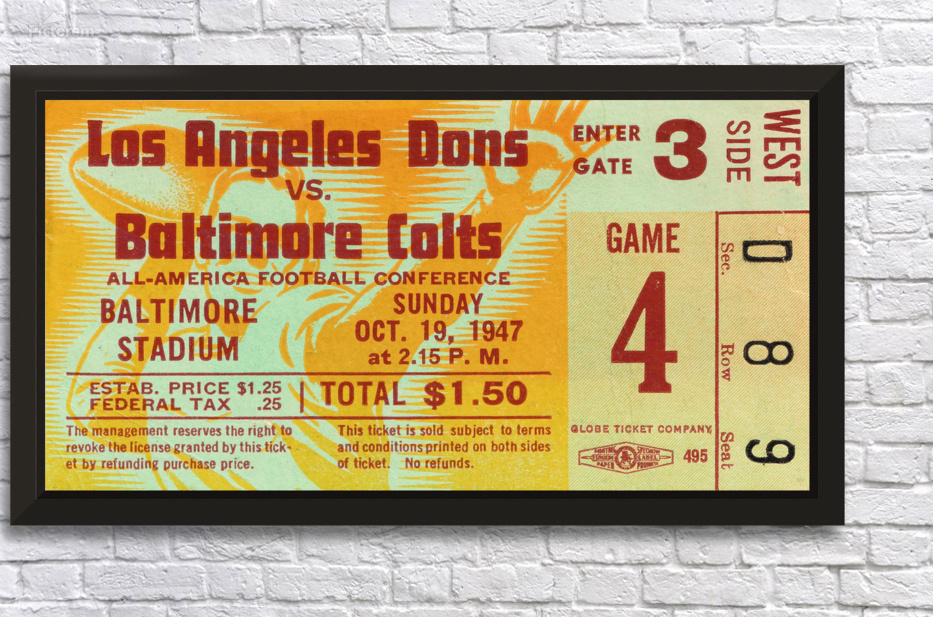 Los Angeles Dons
VS.
Baltimore Colts
ALL-AMERICA FOOTBALL CONFERENCE
BALTIMORE
STADIUM
SUNDAY
OCT. 19, 1947
at 2.15 P. M.
ESTAB. PRICE $1.25
FEDERAL TAX .25
TOTAL $1.50
The management reserves the right to
revoke the license granted by this tick-
et by refunding purchase price.
This ticket is sold subject to terms
and conditions printed on both sides
of ticket. No refunds.
ENTER
GATE
3
WEST
SIDE
GAME
4
GLOBE TICKET COMPANY,
495
Sec. D
Row 8
Seat 9